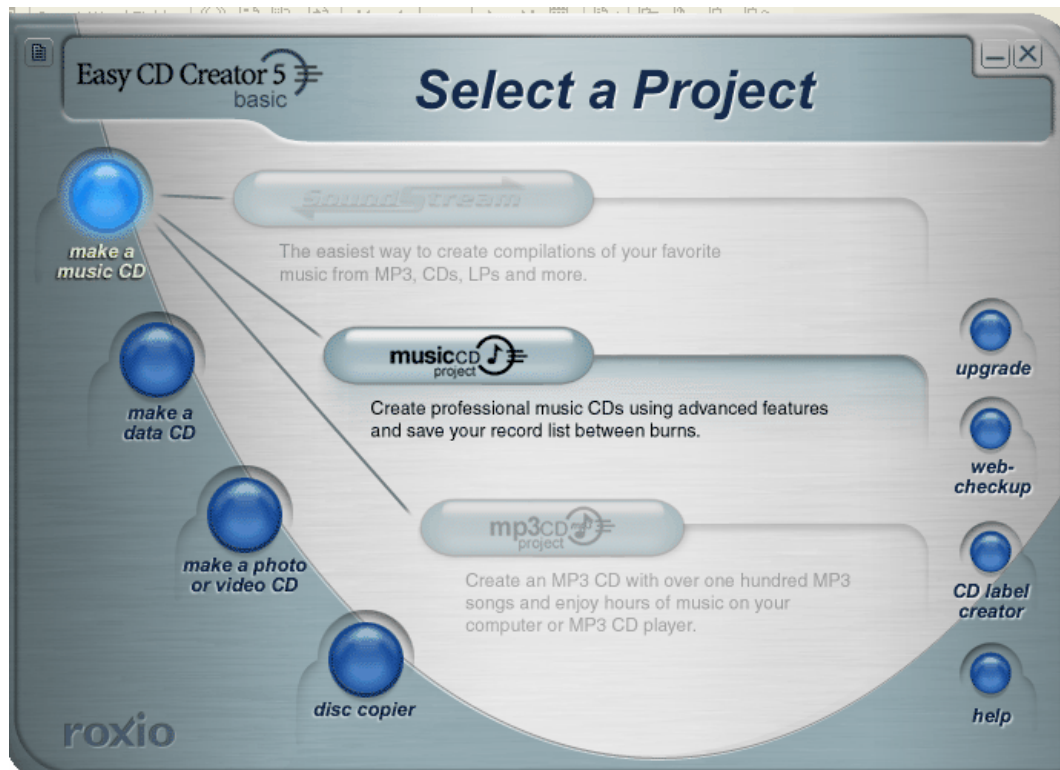 Easy CD Creator 5
basic
Select a Project
make a
music CD
SoundStream
The easiest way to create compilations of your favorite
music from MP3, CDs, LPs and more.
musicCD
project
Create professional music CDs using advanced features
and save your record list between burns.
make a
data CD
upgrade
web-
checkup
mp3CD
project
Create an MP3 CD with over one hundred MP3
songs and enjoy hours of music on your
computer or MP3 CD player.
make a photo
or video CD
CD label
creator
disc copier
help
roxio